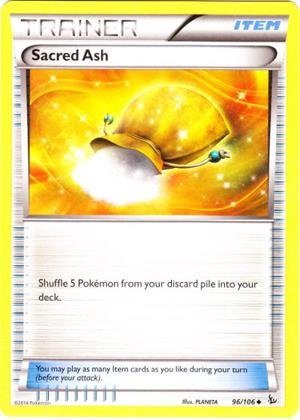 TRAINER
ITEM
Sacred Ash
Shuffle 5 Pokémon from your discard pile into your
deck.
You may play as many Item cards as you like during your turn
(before your attack).
©2014 Pokémon
Illus. PLANETA
96/106